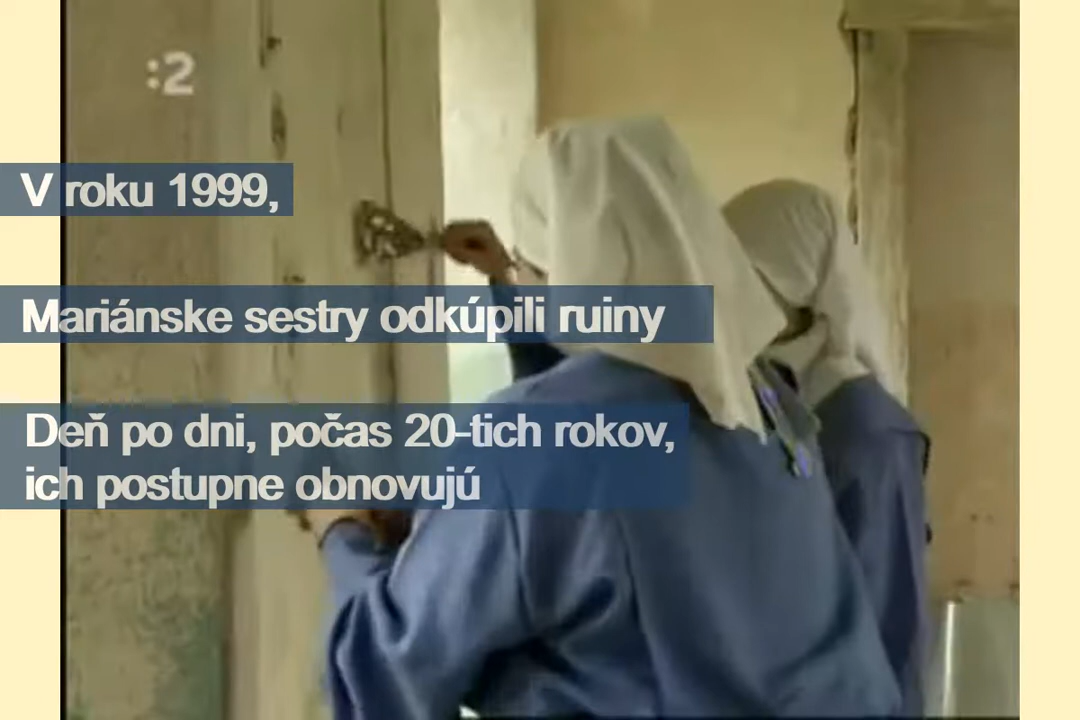 :2
V roku 1999,
Mariánske sestry odkúpili ruiny
Deň po dni, počas 20-tich rokov,
ich postupne obnovujú